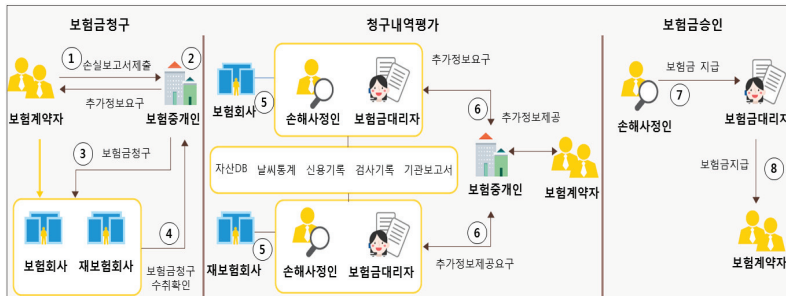 보험금청구
청구내역평가
보험금승인
① 손실보고서제출 ②
추가정보요구
보험계약자
보험중개인
③ 보험금청구
④
보험회사
재보험회사
보험금청구
수취확인
보험회사
⑤
손해사정인
보험금대리자
추가정보요구
⑥
추가정보제공
자산DB 날씨통계 신용기록 검사기록 기관보고서
보험중개인
보험계약자
재보험회사
⑤
손해사정인
보험금대리자
⑥
추가정보제공요구
보험금 지급
⑦
손해사정인
보험금대리자
보험금지급
⑧
보험계약자